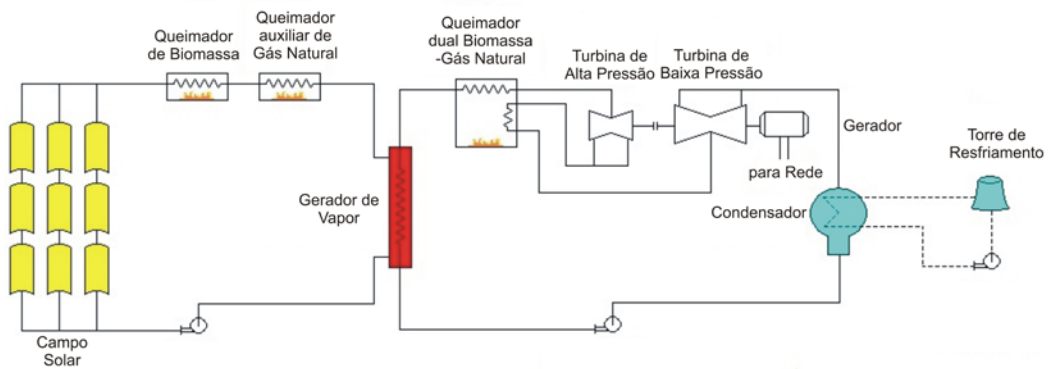 Queimador
de Biomassa
Queimador
auxiliar de
Gás Natural
Queimador
dual Biomassa
-Gás Natural
Turbina de
Alta Pressão
Turbina de
Baixa Pressão
Gerador
para Rede
Torre de
Resfriamento
Gerador de
Vapor
Condensador
Campo
Solar